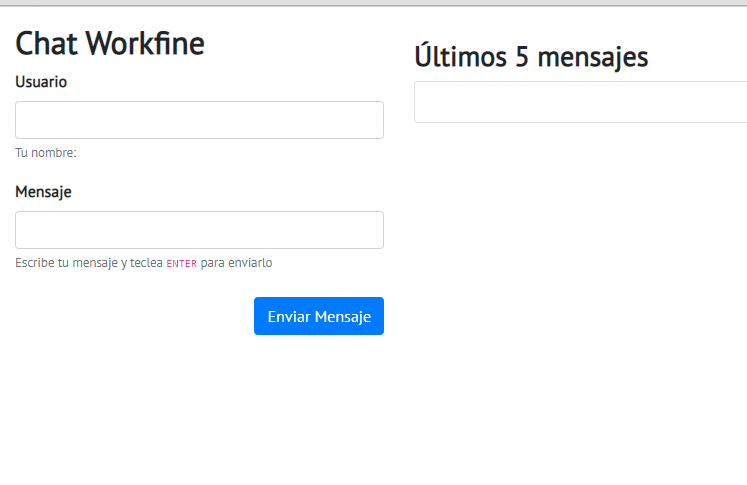 Chat Workfine
Usuario
Tu nombre:
Mensaje
Escribe tu mensaje y teclea ENTER para enviarlo
Enviar Mensaje
Últimos 5 mensajes